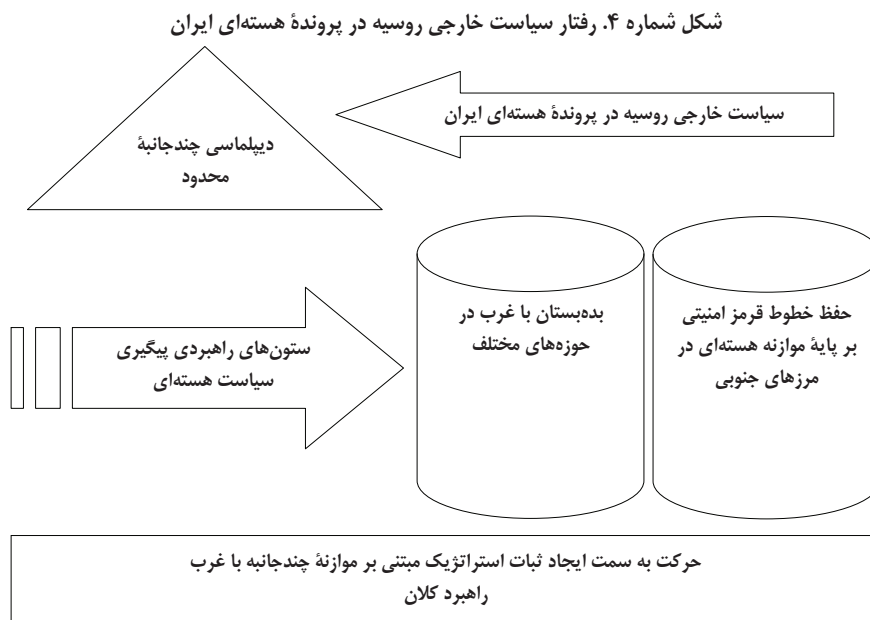 شکل شماره ۴. رفتار سیاست خارجی روسیه در پروندهٔ هسته‌ای ایران
سیاست خارجی روسیه در پروندهٔ هسته‌ای ایران
دیپلماسی چندجانبهٔ
محدود
حفظ خطوط قرمز امنیتی
بر پایهٔ موازنه هسته‌ای در
مرزهای جنوبی
بده‌بستان با غرب در
حوزه‌های مختلف
ستون‌های راهبردی پیگیری
سیاست هسته‌ای
حرکت به سمت ایجاد ثبات استراتژیک مبتنی بر موازنهٔ چندجانبه با غرب
راهبرد کلان